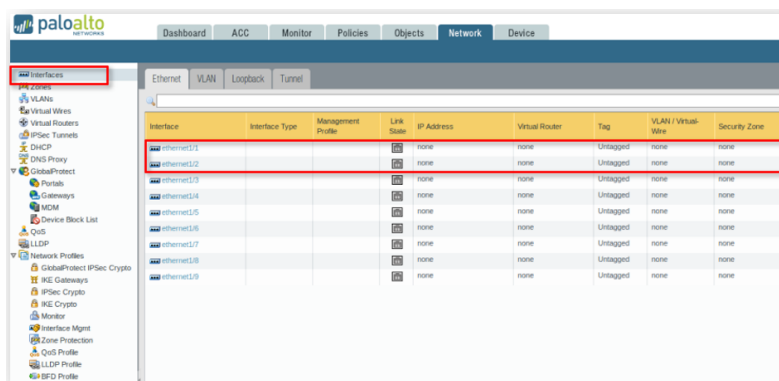 paloalto
NETWORKS
Dashboard ACC Monitor Policies Objects Network Device
Interfaces
Zones
VLANs
Virtual Wires
Virtual Routers
IPSec Tunnels
DHCP
DNS Proxy
GlobalProtect
Portals
Gateways
MDM
Device Block List
QoS
LLDP
Network Profiles
GlobalProtect IPSec Crypto
IKE Gateways
IPSec Crypto
IKE Crypto
Monitor
Interface Mgmt
Zone Protection
QoS Profile
LLDP Profile
BFD Profile
Ethernet VLAN Loopback Tunnel
Interface Interface Type Management Profile Link State IP Address Virtual Router Tag VLAN / Virtual-Wire Security Zone
ethernet1/1 none none Untagged none none
ethernet1/2 none none Untagged none none
ethernet1/3 none none Untagged none none
ethernet1/4 none none Untagged none none
ethernet1/5 none none Untagged none none
ethernet1/6 none none Untagged none none
ethernet1/7 none none Untagged none none
ethernet1/8 none none Untagged none none
ethernet1/9 none none Untagged none none